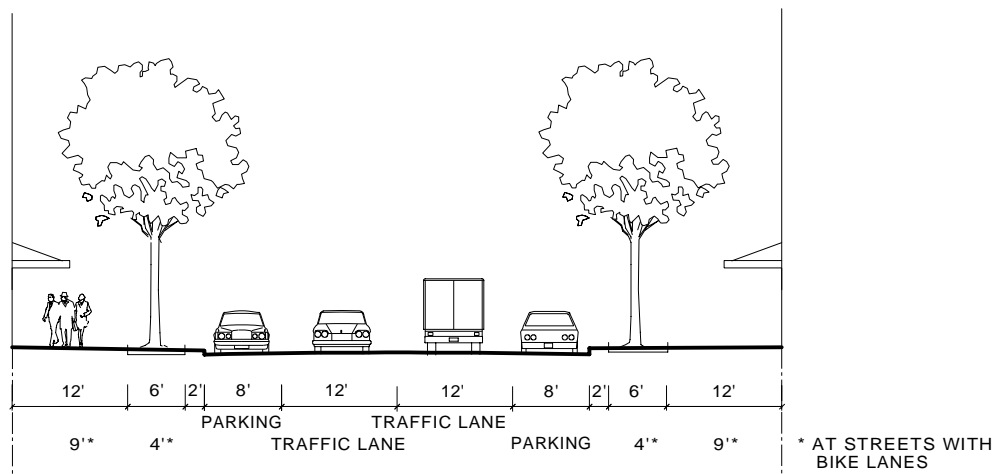 12' 6' 2' 8' 12' 12' 8' 2' 6' 12'
PARKING TRAFFIC LANE
9'* 4'* TRAFFIC LANE PARKING 4'* 9'* * AT STREETS WITH
BIKE LANES